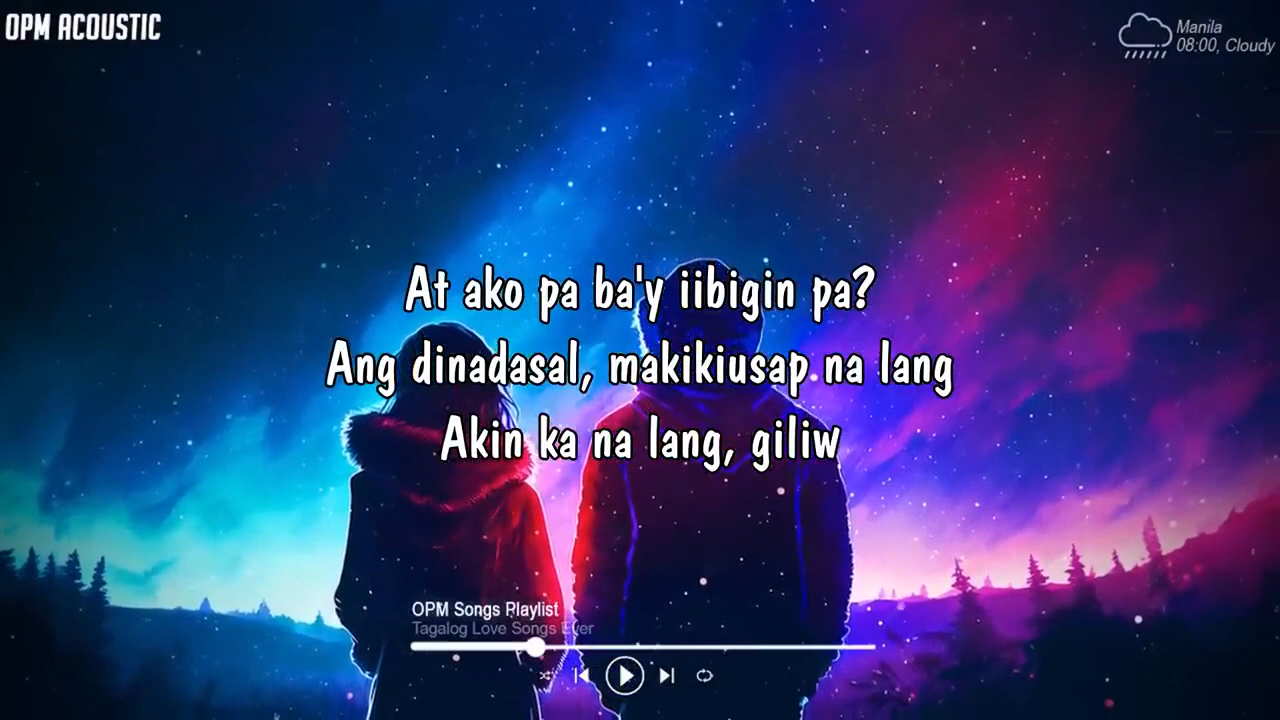 OPM ACOUSTIC
Manila
08:00, Cloudy
At ako pa ba'y iibigin pa?
Ang dinadasal, makikiusap na lang
Akin ka na lang, giliw
OPM Songs Playlist
Tagalog Love Songs Ever